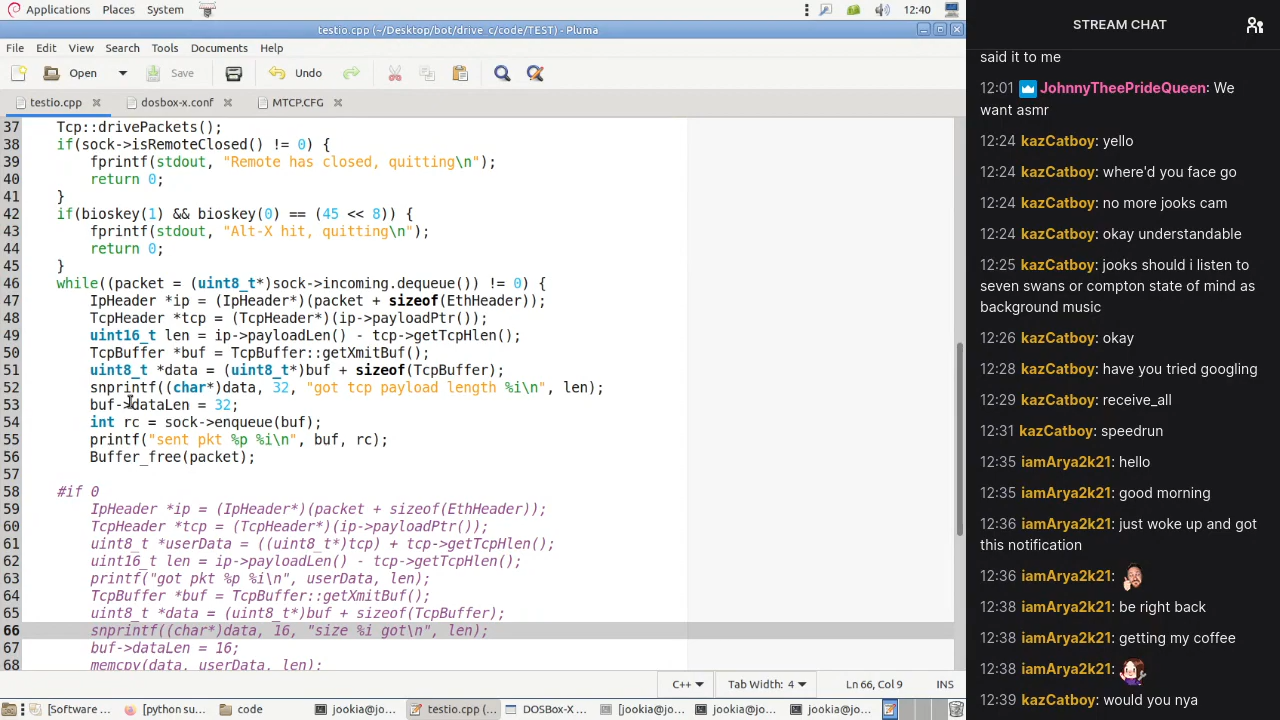 Applications Places System 12:40
testio.cpp (~/Desktop/bot/drive_c/code/TEST) - Pluma
File Edit View Search Tools Documents Help
Open Save Undo
testio.cpp dosbox-x.conf MTCP.CFG
37 Tcp::drivePackets();
38 if(sock->isRemoteClosed() != 0) {
39 fprintf(stdout, "Remote has closed, quitting\n");
40 return 0;
41 }
42 if(bioskey(1) && bioskey(0) == (45 << 8)) {
43 fprintf(stdout, "Alt-X hit, quitting\n");
44 return 0;
45 }
46 while((packet = (uint8_t*)sock->incoming.dequeue()) != 0) {
47 IpHeader *ip = (IpHeader*)(packet + sizeof(EthHeader));
48 TcpHeader *tcp = (TcpHeader*)(ip->payloadPtr());
49 uint16_t len = ip->payloadLen() - tcp->getTcpHlen();
50 TcpBuffer *buf = TcpBuffer::getXmitBuf();
51 uint8_t *data = (uint8_t*)buf + sizeof(TcpBuffer);
52 snprintf((char*)data, 32, "got tcp payload length %i\n", len);
53 buf->dataLen = 32;
54 int rc = sock->enqueue(buf);
55 printf("sent pkt %p %i\n", buf, rc);
56 Buffer_free(packet);
57
58 #if 0
59 IpHeader *ip = (IpHeader*)(packet + sizeof(EthHeader));
60 TcpHeader *tcp = (TcpHeader*)(ip->payloadPtr());
61 uint8_t *userData = ((uint8_t*)tcp) + tcp->getTcpHlen();
62 uint16_t len = ip->payloadLen() - tcp->getTcpHlen();
63 printf("got pkt %p %i\n", userData, len);
64 TcpBuffer *buf = TcpBuffer::getXmitBuf();
65 uint8_t *data = (uint8_t*)buf + sizeof(TcpBuffer);
66 snprintf((char*)data, 16, "size %i got\n", len);
67 buf->dataLen = 16;
68 memcpy(data, userData, len);
C++ Tab Width: 4 Ln 66, Col 9 INS
[Software ... [python su... code jookia@jo... testio.cpp (... DOSBox-X ... [jookia@jo... jookia@jo... jookia@jo...
STREAM CHAT
said it to me
12:01 JohnnyTheePrideQueen: We
want asmr
12:24 kazCatboy: yello
12:24 kazCatboy: where'd you face go
12:24 kazCatboy: no more jooks cam
12:24 kazCatboy: okay understandable
12:25 kazCatboy: jooks should i listen to
seven swans or compton state of mind as
background music
12:26 kazCatboy: okay
12:28 kazCatboy: have you tried googling
12:29 kazCatboy: receive_all
12:31 kazCatboy: speedrun
12:35 iamArya2k21: hello
12:35 iamArya2k21: good morning
12:36 iamArya2k21: just woke up and got
this notification
12:36 iamArya2k21:
12:38 iamArya2k21: be right back
12:38 iamArya2k21: getting my coffee
12:38 iamArya2k21:
12:39 kazCatboy: would you nya